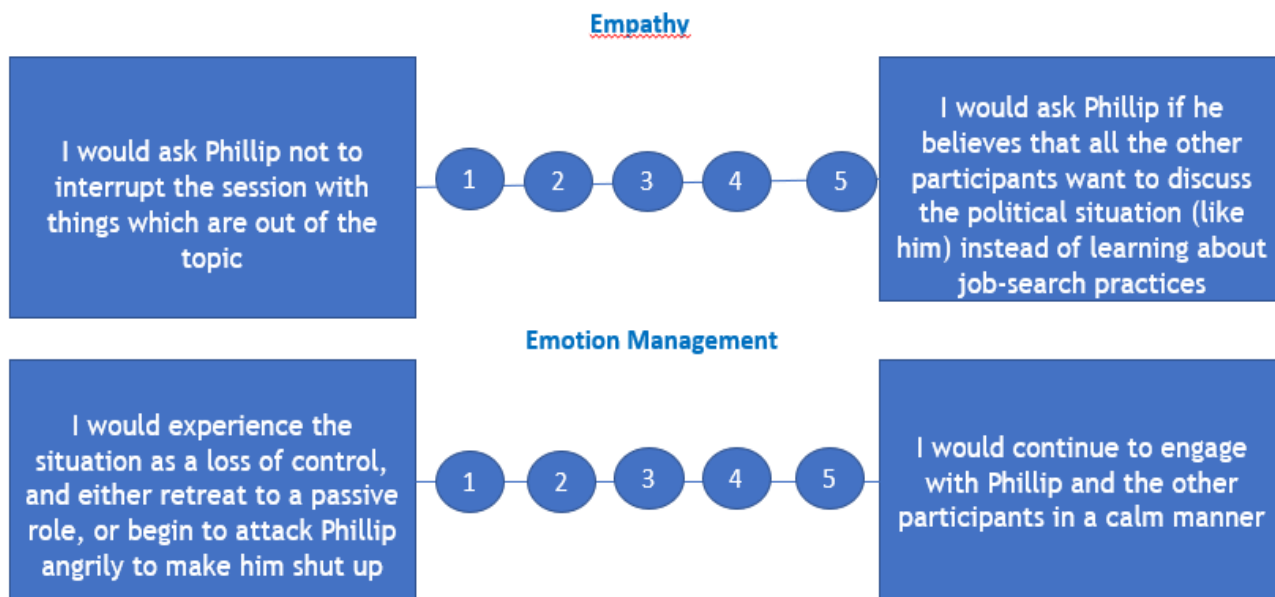 Empathy
I would ask Phillip not to
interrupt the session with
things which are out of the
topic
1
2
3
4
5
I would ask Phillip if he
believes that all the other
participants want to discuss
the political situation (like
him) instead of learning about
job-search practices
Emotion Management
I would experience the
situation as a loss of control,
and either retreat to a passive
role, or begin to attack Phillip
angrily to make him shut up
1
2
3
4
5
I would continue to engage
with Phillip and the other
participants in a calm manner